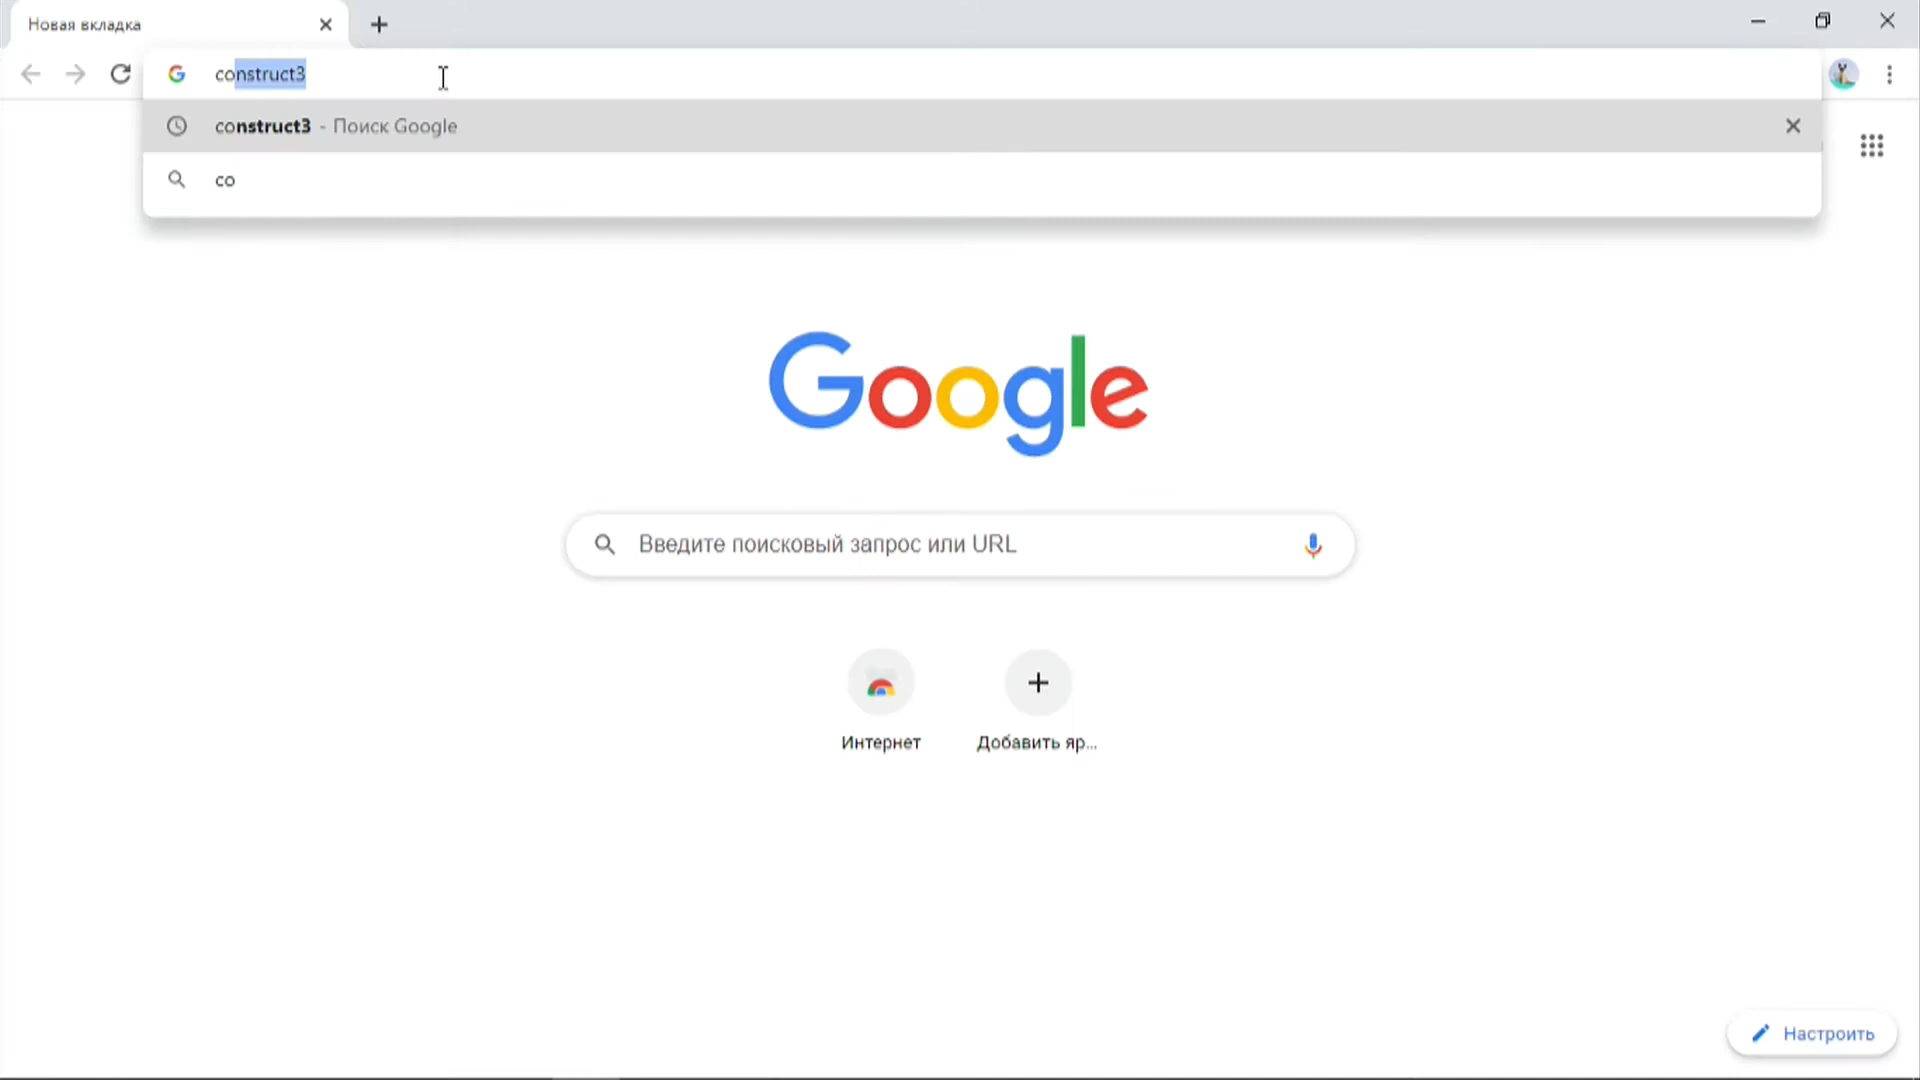 Новая вкладка
construct3
construct3 - Поиск Google
co
Google
Введите поисковый запрос или URL
Интернет
Добавить яр...
Настроить